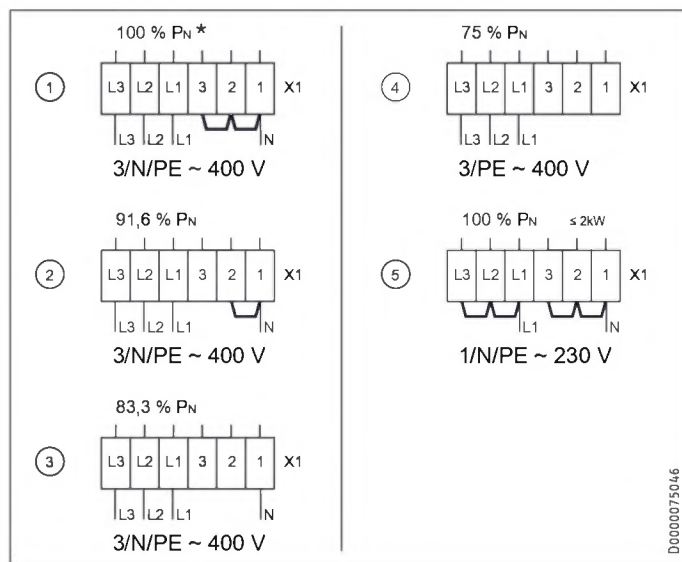 100 % PN *
1
L3 L2 L1 3 2 1 X1
L3 L2 L1 N
3/N/PE ~ 400 V
91,6 % PN
2
L3 L2 L1 3 2 1 X1
L3 L2 L1 N
3/N/PE ~ 400 V
83,3 % PN
3
L3 L2 L1 3 2 1 X1
L3 L2 L1 N
3/N/PE ~ 400 V
75 % PN
4
L3 L2 L1 3 2 1 X1
L3 L2 L1
3/PE ~ 400 V
100 % PN ≤ 2kW
5
L3 L2 L1 3 2 1 X1
L1 N
1/N/PE ~ 230 V
D0000075046